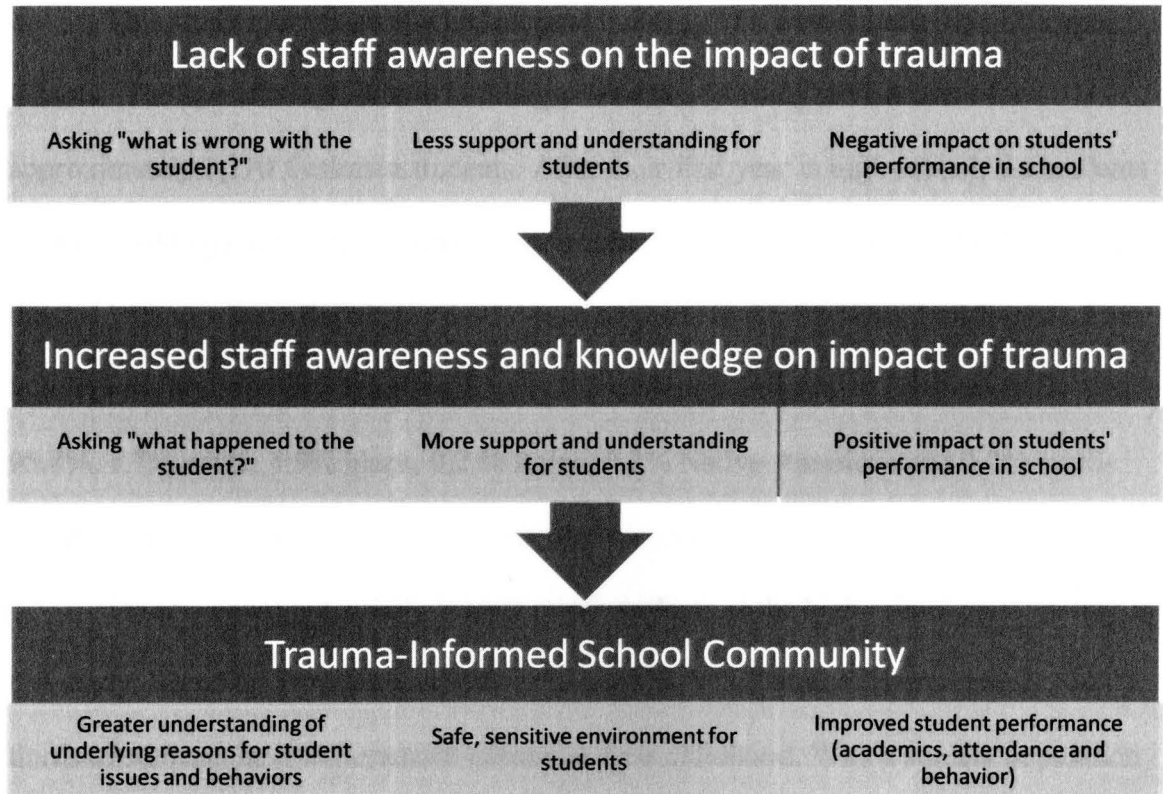 Lack of staff awareness on the impact of trauma
Asking "what is wrong with the
student?"
Less support and understanding for
students
Negative impact on students'
performance in school
Increased staff awareness and knowledge on impact of trauma
Asking "what happened to the
student?"
More support and understanding
for students
Positive impact on students'
performance in school
Trauma-Informed School Community
Greater understanding of
underlying reasons for student
issues and behaviors
Safe, sensitive environment for
students
Improved student performance
(academics, attendance and
behavior)